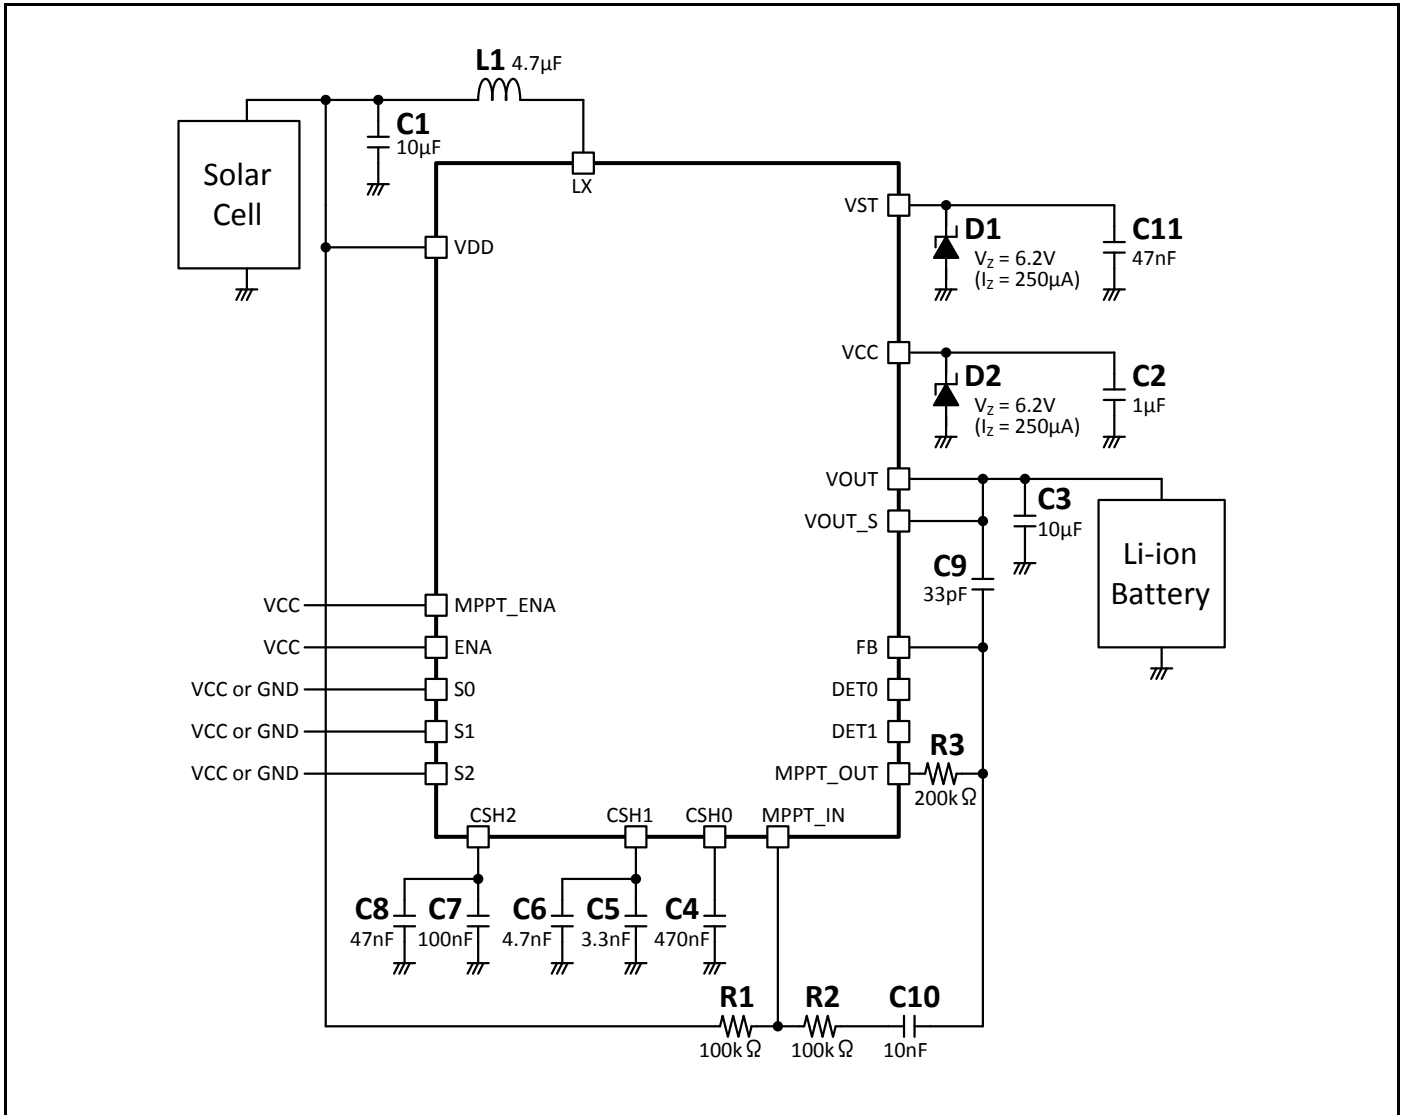 L1 4.7µF
C1
10µF
Solar
Cell
LX
VST
D1
VZ = 6.2V
(IZ = 250µA)
C11
47nF
VDD
VCC
D2
VZ = 6.2V
(IZ = 250µA)
C2
1µF
VOUT
C3
10µF
VOUT_S
Li-ion
Battery
C9
33pF
VCC
MPPT_ENA
VCC
ENA
FB
VCC or GND
S0
DET0
VCC or GND
S1
DET1
VCC or GND
S2
MPPT_OUT
R3
200kΩ
CSH2
CSH1
CSH0
MPPT_IN
C8
47nF
C7
100nF
C6
4.7nF
C5
3.3nF
C4
470nF
R1
100kΩ
R2
100kΩ
C10
10nF